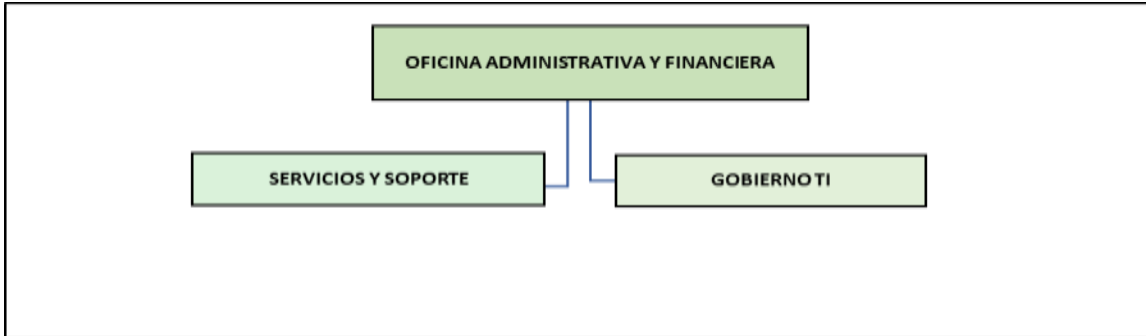 OFICINA ADMINISTRATIVA Y FINANCIERA
SERVICIOS Y SOPORTE
GOBIERNO TI